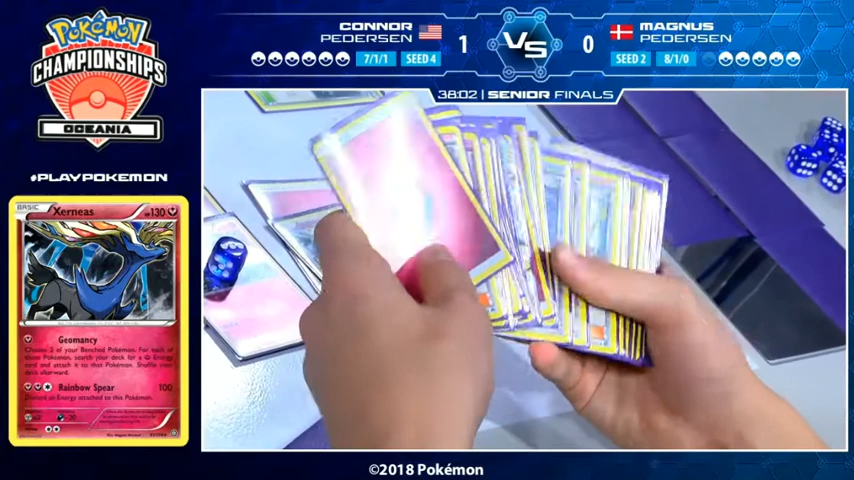 Pokémon
CHAMPIONSHIPS
OCEANIA
#PLAYPOKEMON
CONNOR
PEDERSEN
7/1/1
SEED 4
1
VS
0
MAGNUS
PEDERSEN
SEED 2
8/1/0
38:02 | SENIOR FINALS
BASIC
Xerneas
HP130
Geomancy
Choose 2 of your Benched Pokémon. For each of
those Pokémon, search your deck for a Energy
card and attach it to that Pokémon. Shuffle your
deck afterward.
Rainbow Spear 100
Discard an Energy attached to this Pokémon.
×2
-20
©2018 Pokémon